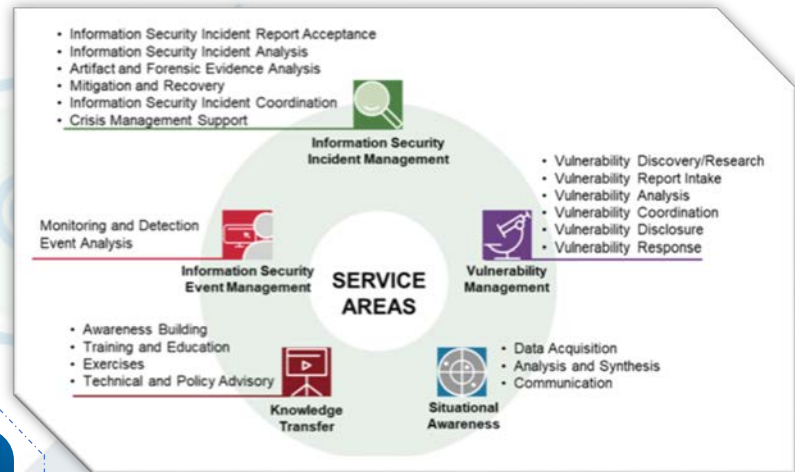 • Information Security Incident Report Acceptance
• Information Security Incident Analysis
• Artifact and Forensic Evidence Analysis
• Mitigation and Recovery
• Information Security Incident Coordination
• Crisis Management Support
Information Security
Incident Management
• Vulnerability Discovery/Research
• Vulnerability Report Intake
• Vulnerability Analysis
• Vulnerability Coordination
• Vulnerability Disclosure
• Vulnerability Response
Vulnerability
Management
Monitoring and Detection
Event Analysis
Information Security
Event Management
SERVICE
AREAS
• Awareness Building
• Training and Education
• Exercises
• Technical and Policy Advisory
Knowledge
Transfer
• Data Acquisition
• Analysis and Synthesis
• Communication
Situational
Awareness